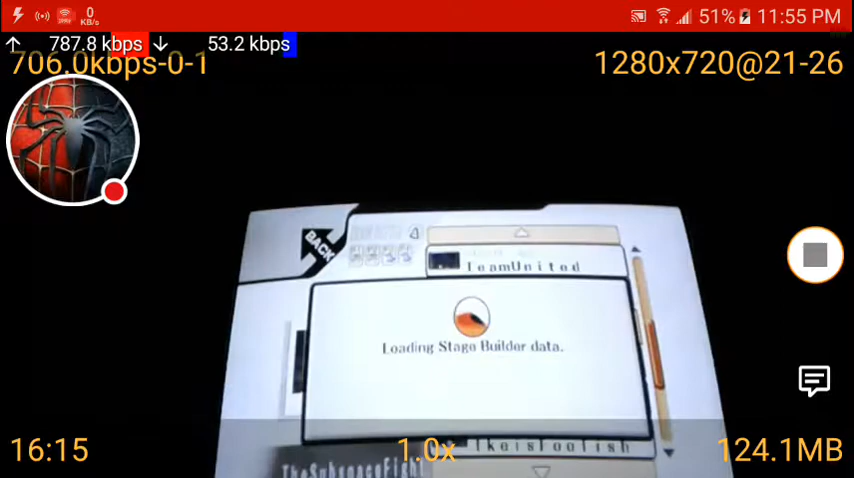 0
KB/s
51% 11:55 PM
787.8 kbps 53.2 kbps
706.0kbps-0-1
1280x720@21-26
BACK
TeamUnited
Loading Stage Builder data.
TheSubspaceFight
16:15
1.0x
124.1MB